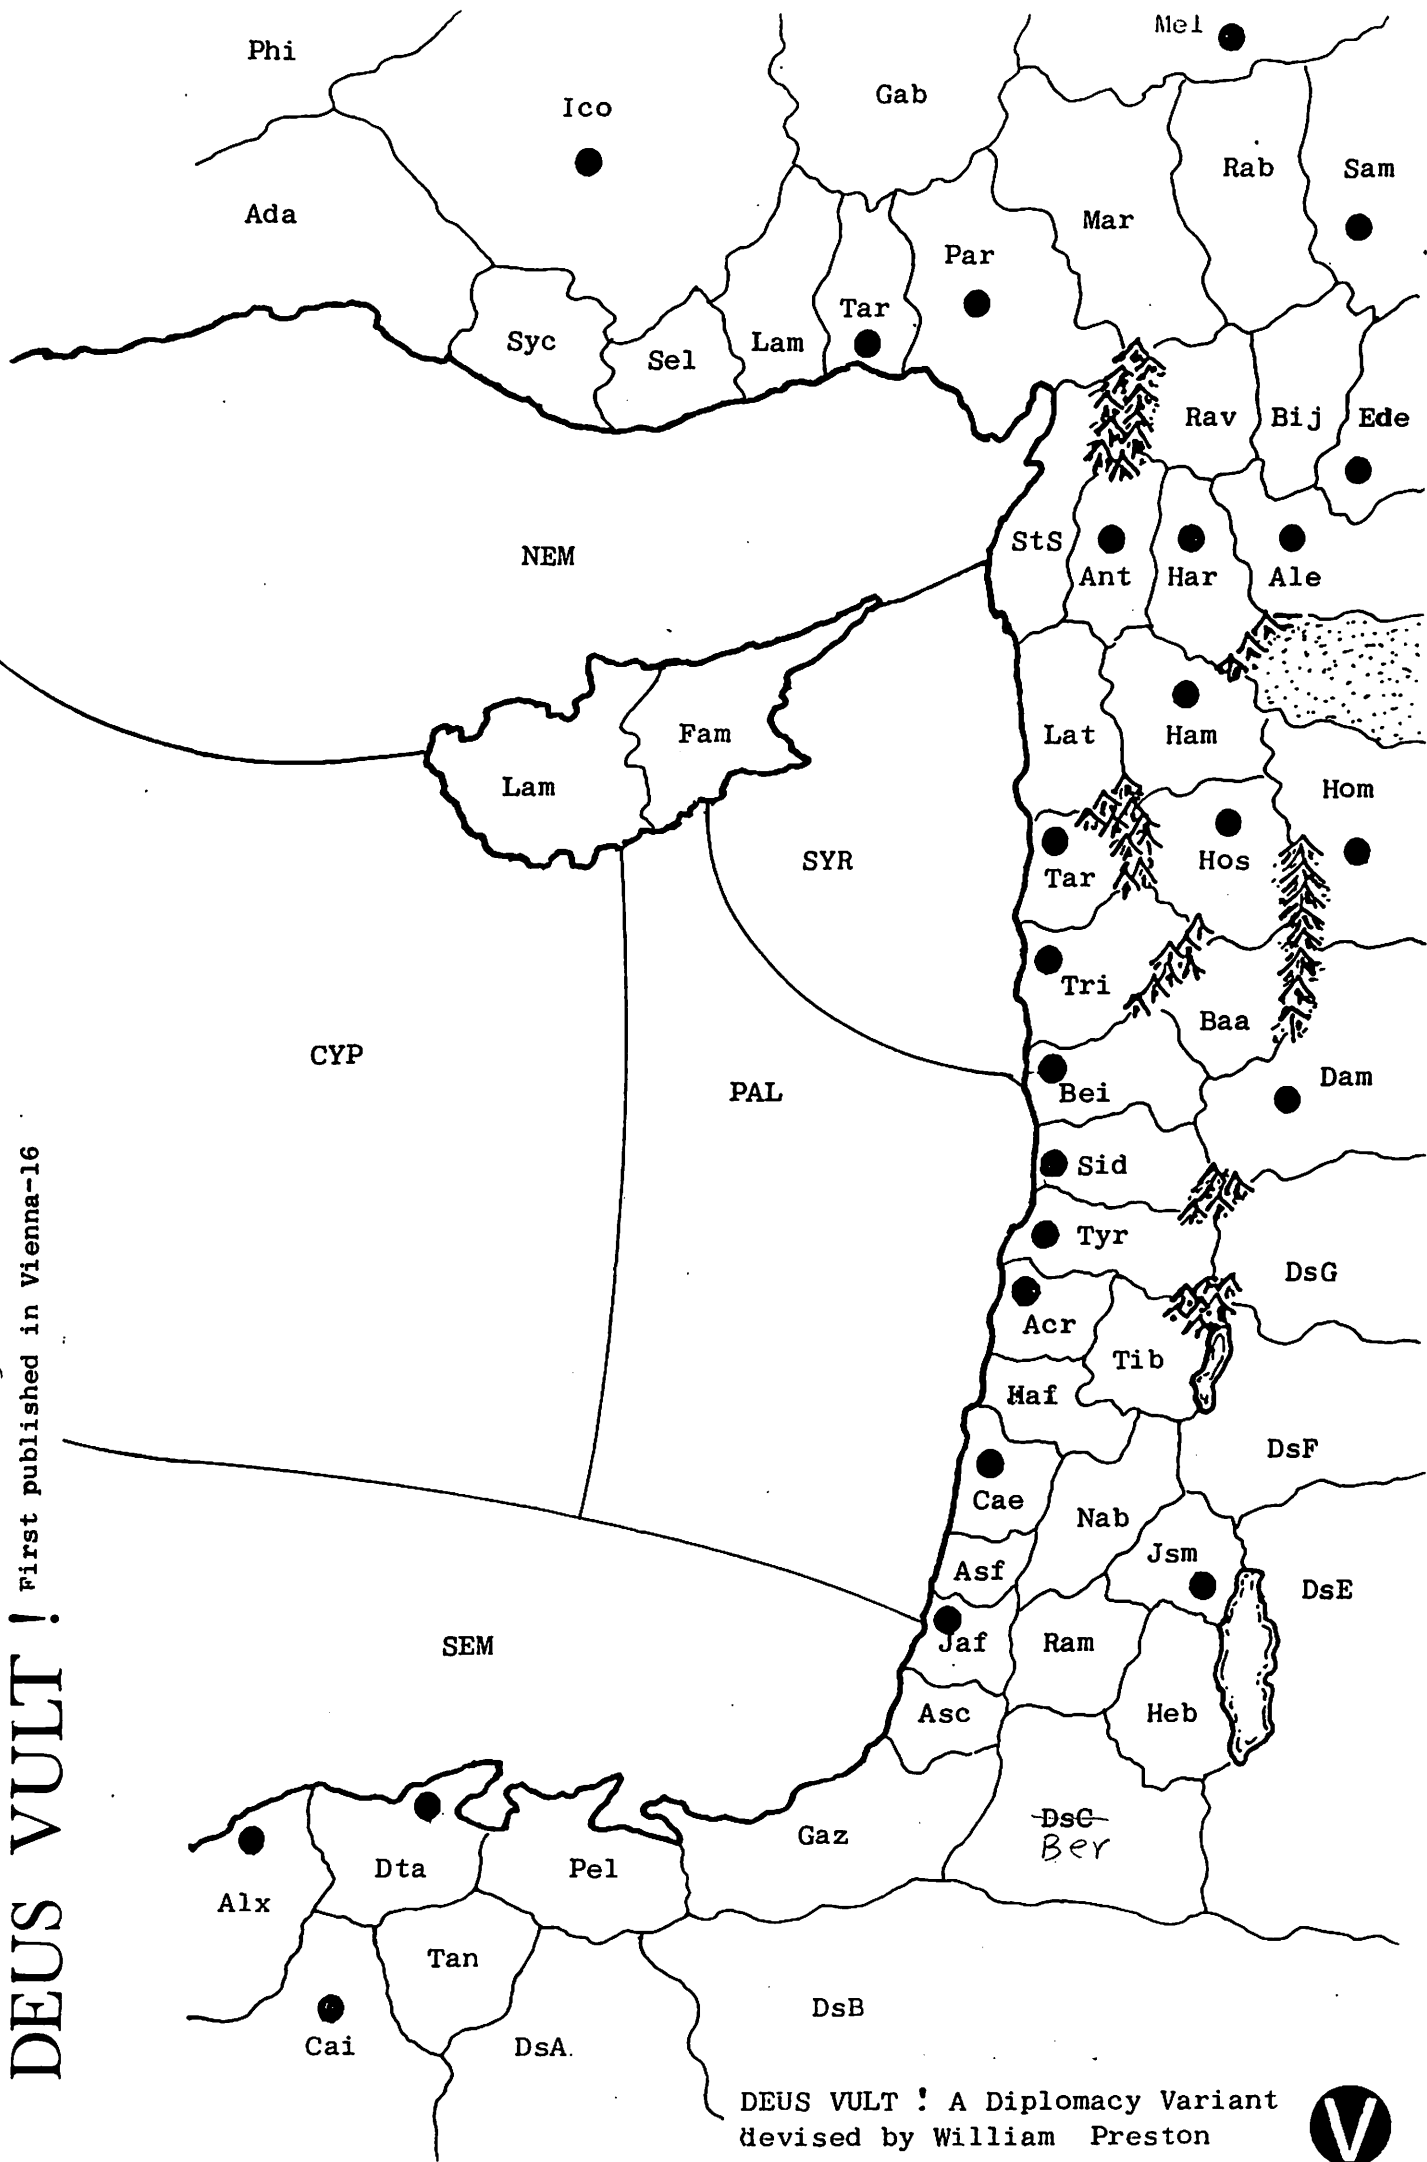 Mel
Phi
Ico
Gab
Rab
Sam
Ada
Mar
Par
Tar
Syc
Sel
Lam
Rav
Bij
Ede
NEM
StS
Ant
Har
Ale
Lat
Ham
Fam
Lam
Hom
SYR
Tar
Hos
Tri
Baa
CYP
PAL
Bei
Dam
Sid
Tyr
DsG
Acr
Tib
Haf
DsF
Cae
Nab
Jsm
Asf
DsE
SEM
Jaf
Ram
Asc
Heb
DsC
Ber
Gaz
Dta
Pel
Alx
Tan
Cai
DsA
DsB
DEUS VULT ! First published in Vienna-16
DEUS VULT ! A Diplomacy Variant
devised by William Preston
V